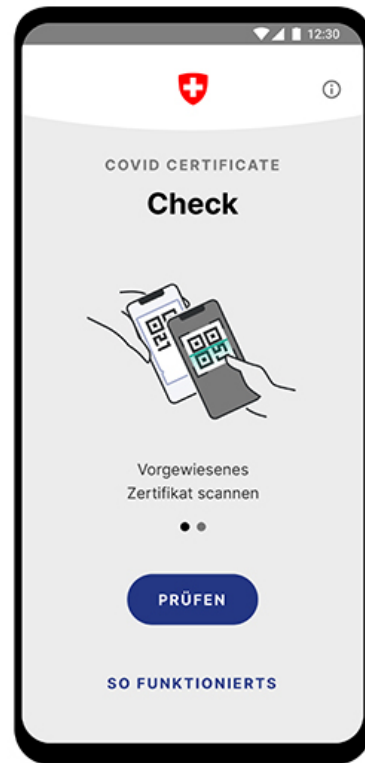 12:30
COVID CERTIFICATE
Check
Vorgewiesenes
Zertifikat scannen
PRÜFEN
SO FUNKTIONIERTS